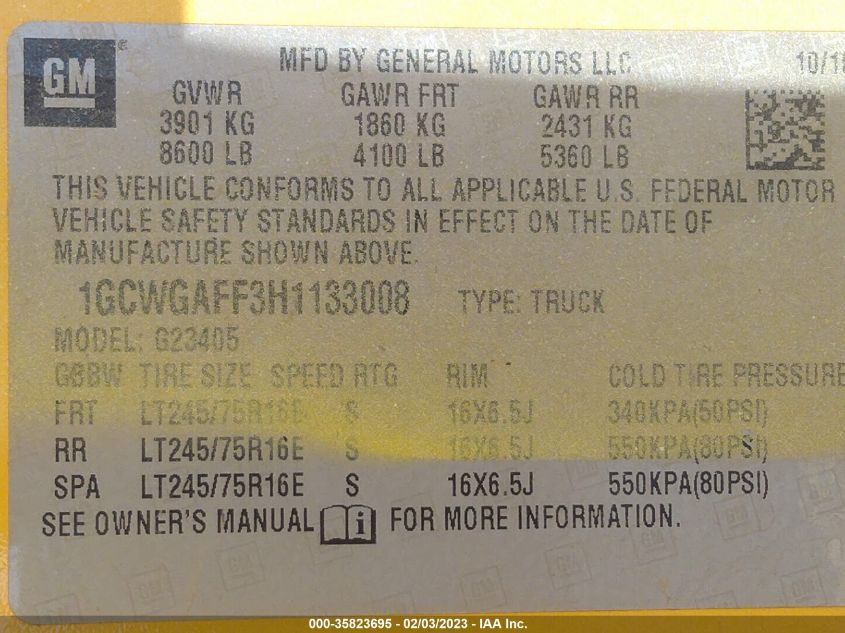 GM ®
MFD BY GENERAL MOTORS LLC 10/16
GVWR GAWR FRT GAWR RR
3901 KG 1860 KG 2431 KG
8600 LB 4100 LB 5360 LB
THIS VEHICLE CONFORMS TO ALL APPLICABLE U.S. FEDERAL MOTOR
VEHICLE SAFETY STANDARDS IN EFFECT ON THE DATE OF
MANUFACTURE SHOWN ABOVE.
1GCWGAFF3H1133008 TYPE: TRUCK
MODEL: G23405
GBBW TIRE SIZE SPEED RTG RIM COLD TIRE PRESSURE
FRT LT245/75R16E S 16X6.5J 340KPA(50PSI)
RR LT245/75R16E S 16X6.5J 550KPA(80PSI)
SPA LT245/75R16E S 16X6.5J 550KPA(80PSI)
SEE OWNER'S MANUAL i FOR MORE INFORMATION.
000-35823695 - 02/03/2023 - IAA Inc.